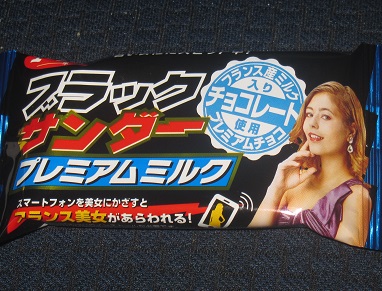 ブラック
サンダー
プレミアムミルク
フランス産ミルク
入り
チョコレート
使用
プレミアムチョコ
スマートフォンを美女にかざすと
フランス美女があらわれる!